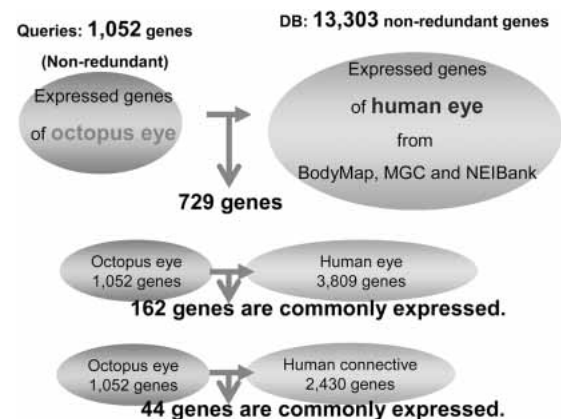 Queries: 1,052 genes
(Non-redundant)
DB: 13,303 non-redundant genes
Expressed genes
of octopus eye
Expressed genes
of human eye
from
BodyMap, MGC and NEIBank
729 genes
Octopus eye
1,052 genes
Human eye
3,809 genes
162 genes are commonly expressed.
Octopus eye
1,052 genes
Human connective
2,430 genes
44 genes are commonly expressed.